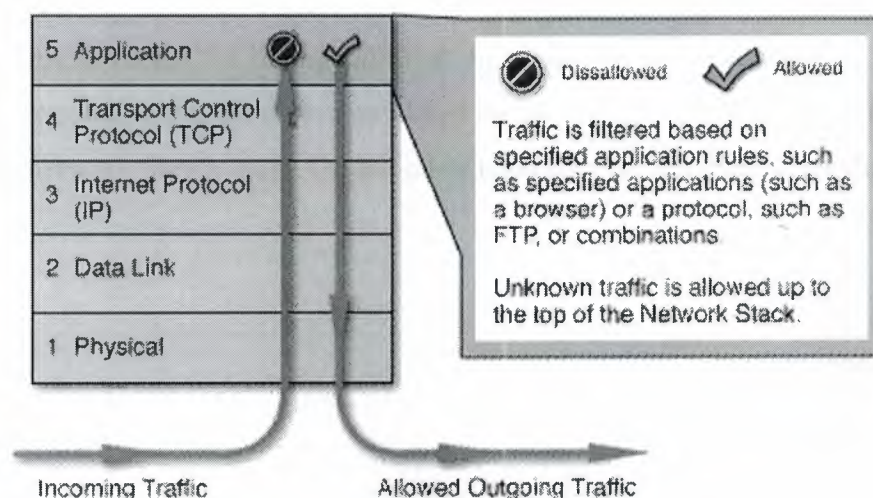 5 Application
4 Transport Control
Protocol (TCP)
3 Internet Protocol
(IP)
2 Data Link
1 Physical
Incoming Traffic
Allowed Outgoing Traffic
Dissallowed
Allowed
Traffic is filtered based on
specified application rules, such
as specified applications (such as
a browser) or a protocol, such as
FTP, or combinations.
Unknown traffic is allowed up to
the top of the Network Stack.